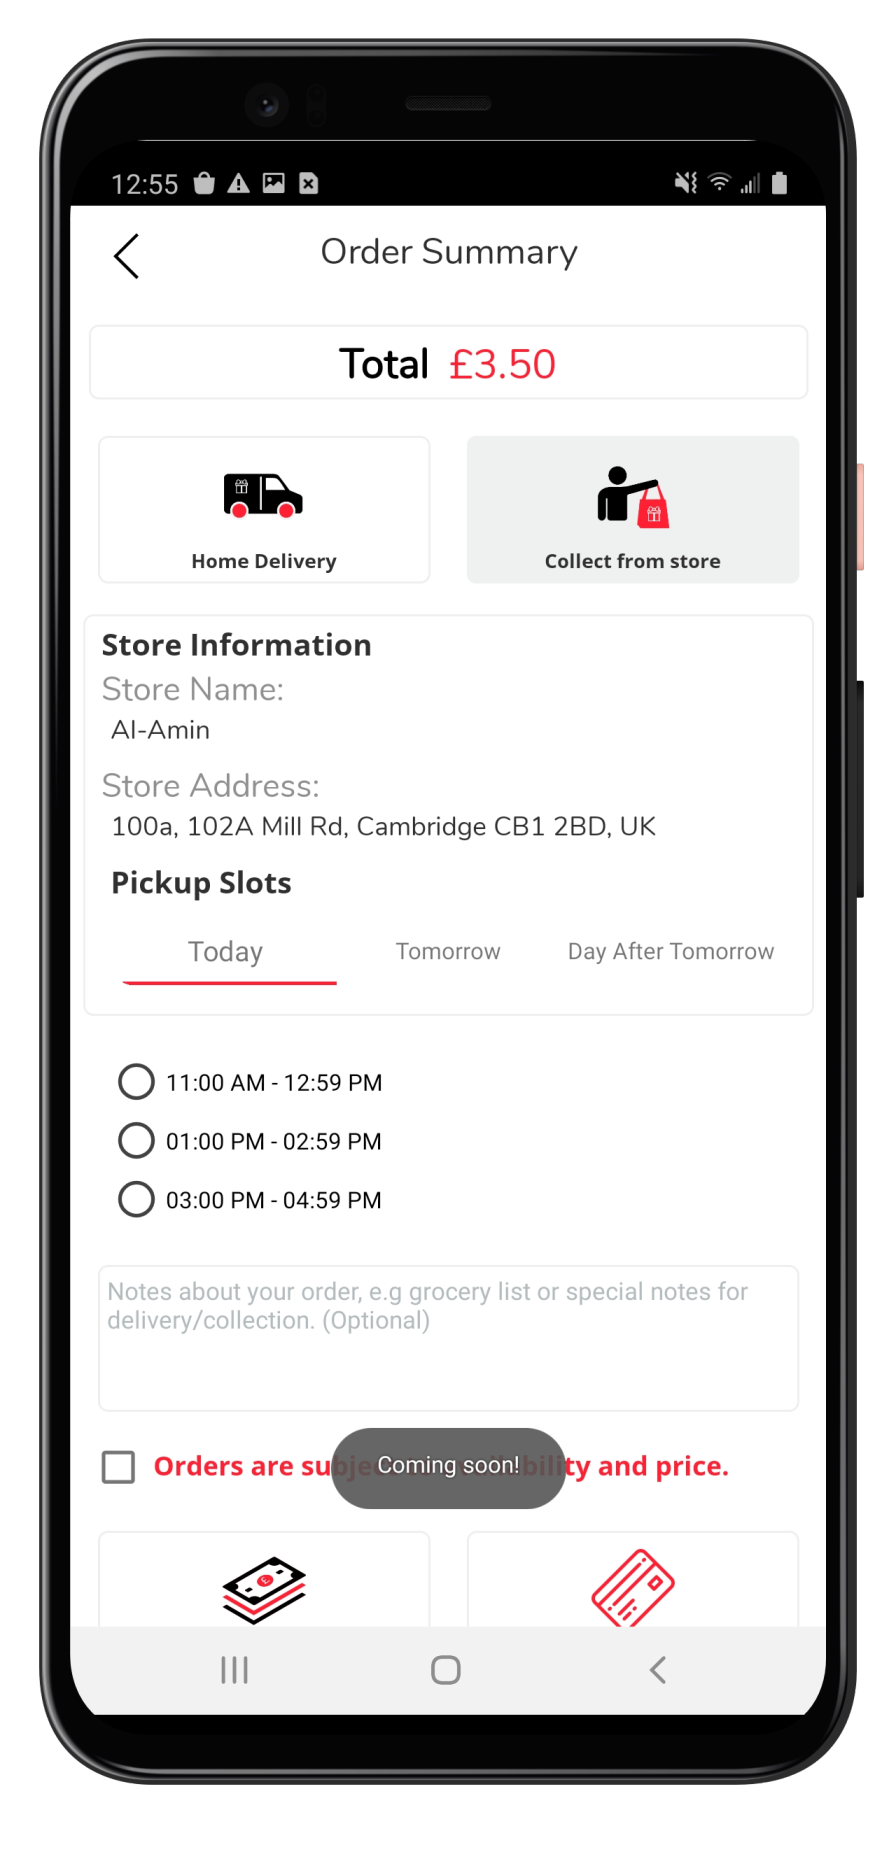 12:55
Order Summary
Total £3.50
Home Delivery
Collect from store
Store Information
Store Name:
Al-Amin
Store Address:
100a, 102A Mill Rd, Cambridge CB1 2BD, UK
Pickup Slots
Today Tomorrow Day After Tomorrow
11:00 AM - 12:59 PM
01:00 PM - 02:59 PM
03:00 PM - 04:59 PM
Notes about your order, e.g grocery list or special notes for
delivery/collection. (Optional)
Orders are subject to availability and price.
Coming soon!